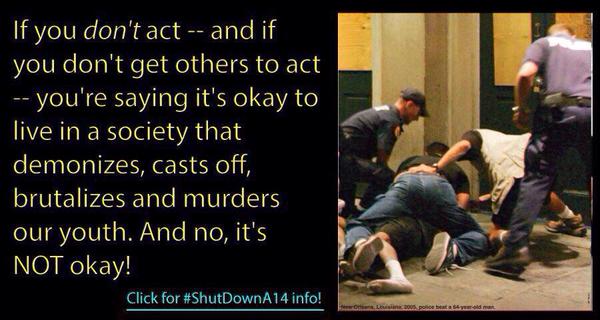 If you don't act -- and if
you don't get others to act
-- you're saying it's okay to
live in a society that
demonizes, casts off,
brutalizes and murders
our youth. And no, it's
NOT okay!
Click for #ShutDownA14 info!
New Orleans, Louisiana, 2005, police beat a 64-year-old man.